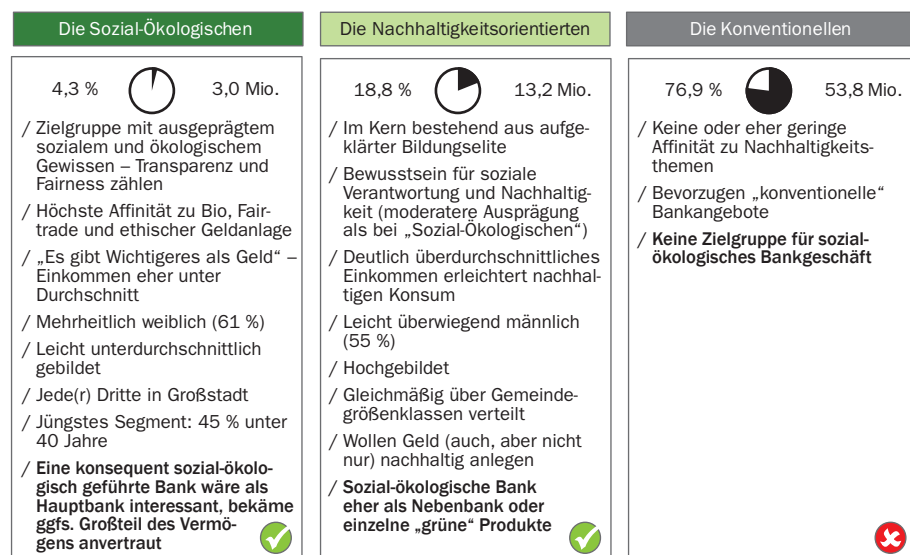 Die Sozial-Ökologischen
4,3 %
3,0 Mio.
/ Zielgruppe mit ausgeprägtem
sozialem und ökologischem
Gewissen – Transparenz und
Fairness zählen
/ Höchste Affinität zu Bio, Fair-
trade und ethischer Geldanlage
/ „Es gibt Wichtigeres als Geld“ –
Einkommen eher unter
Durchschnitt
/ Mehrheitlich weiblich (61 %)
/ Leicht unterdurchschnittlich
gebildet
/ Jede(r) Dritte in Großstadt
/ Jüngstes Segment: 45 % unter
40 Jahre
/ Eine konsequent sozial-ökolo-
gisch geführte Bank wäre als
Hauptbank interessant, bekäme
ggfs. Großteil des Vermö-
gens anvertraut
Die Nachhaltigkeitsorientierten
18,8 %
13,2 Mio.
/ Im Kern bestehend aus aufge-
klärter Bildungselite
/ Bewusstsein für soziale
Verantwortung und Nachhaltig-
keit (moderatere Ausprägung
als bei „Sozial-Ökologischen“)
/ Deutlich überdurchschnittliches
Einkommen erleichtert nachhal-
tigen Konsum
/ Leicht überwiegend männlich
(55 %)
/ Hochgebildet
/ Gleichmäßig über Gemeinde-
größenklassen verteilt
/ Wollen Geld (auch, aber nicht
nur) nachhaltig anlegen
/ Sozial-ökologische Bank
eher als Nebenbank oder
einzelne „grüne“ Produkte
Die Konventionellen
76,9 %
53,8 Mio.
/ Keine oder eher geringe
Affinität zu Nachhaltigkeits-
themen
/ Bevorzugen „konventionelle“
Bankangebote
/ Keine Zielgruppe für sozial-
ökologisches Bankgeschäft